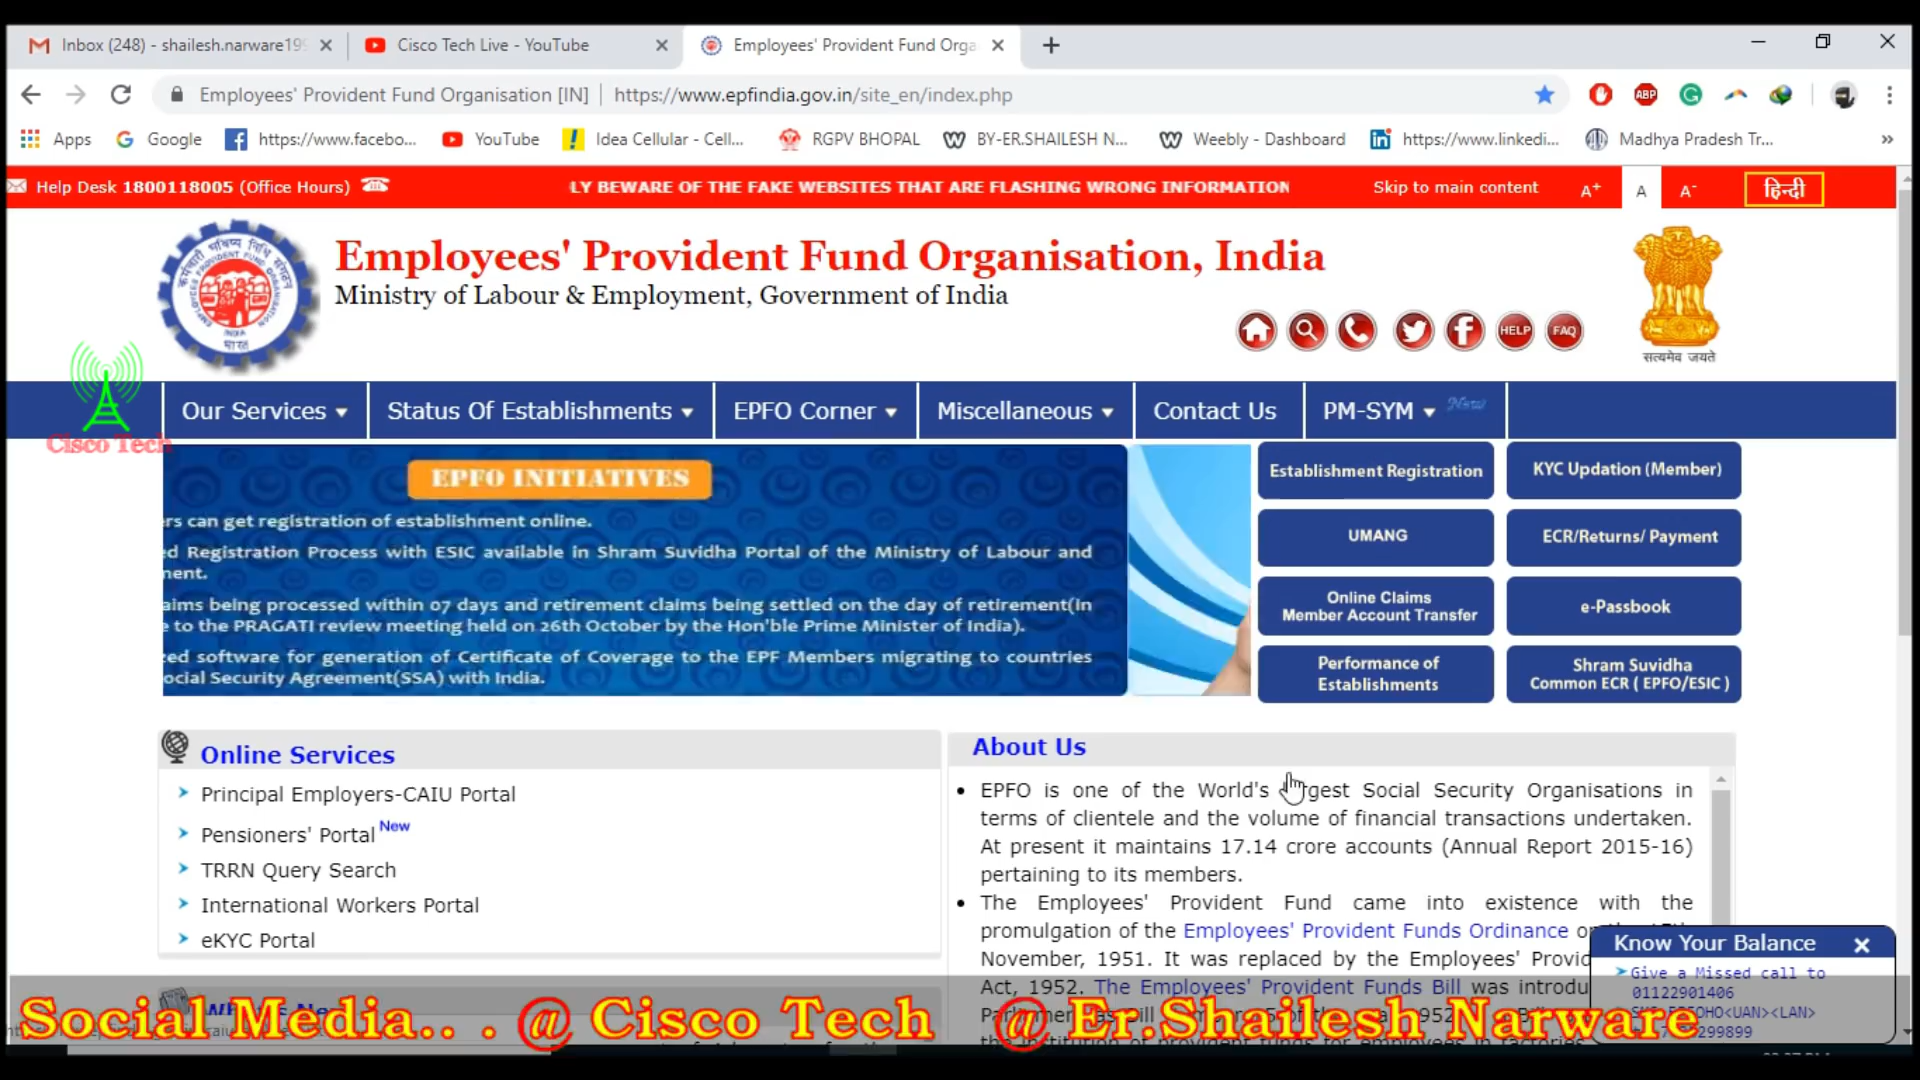 Inbox (248) - shailesh.narware199
Cisco Tech Live - YouTube
Employees' Provident Fund Orga
Employees' Provident Fund Organisation [IN]
https://www.epfindia.gov.in/site_en/index.php
ABP
Apps
Google
https://www.facebo...
YouTube
Idea Cellular - Cell...
RGPV BHOPAL
BY-ER.SHAILESH N...
Weebly - Dashboard
https://www.linkedi...
Madhya Pradesh Tr...
»
Help Desk 1800118005 (Office Hours)
LY BEWARE OF THE FAKE WEBSITES THAT ARE FLASHING WRONG INFORMATION
Skip to main content
A+
A
A-
हिन्दी
Employees' Provident Fund Organisation, India
Ministry of Labour & Employment, Government of India
HELP
FAQ
सत्यमेव जयते
Cisco Tech
Our Services
Status Of Establishments
EPFO Corner
Miscellaneous
Contact Us
PM-SYM
New
EPFO INITIATIVES
rs can get registration of establishment online.
ed Registration Process with ESIC available in Shram Suvidha Portal of the Ministry of Labour and
ment.
aims being processed within 07 days and retirement claims being settled on the day of retirement(In
e to the PRAGATI review meeting held on 26th October by the Hon'ble Prime Minister of India).
ed software for generation of Certificate of Coverage to the EPF Members migrating to countries
ocial Security Agreement(SSA) with India.
Establishment Registration
KYC Updation (Member)
UMANG
ECR/Returns/ Payment
Online Claims
Member Account Transfer
e-Passbook
Performance of
Establishments
Shram Suvidha
Common ECR ( EPFO/ESIC )
Online Services
Principal Employers-CAIU Portal
Pensioners' Portal New
TRRN Query Search
International Workers Portal
eKYC Portal
About Us
EPFO is one of the World's largest Social Security Organisations in
terms of clientele and the volume of financial transactions undertaken.
At present it maintains 17.14 crore accounts (Annual Report 2015-16)
pertaining to its members.
The Employees' Provident Fund came into existence with the
promulgation of the Employees' Provident Funds Ordinance on
November, 1951. It was replaced by the Employees' Provid
Act, 1952. The Employees' Provident Funds Bill was introdu
Know Your Balance
Give a Missed call to
01122901406
Social Media.. . @ Cisco Tech @ Er.Shailesh Narware